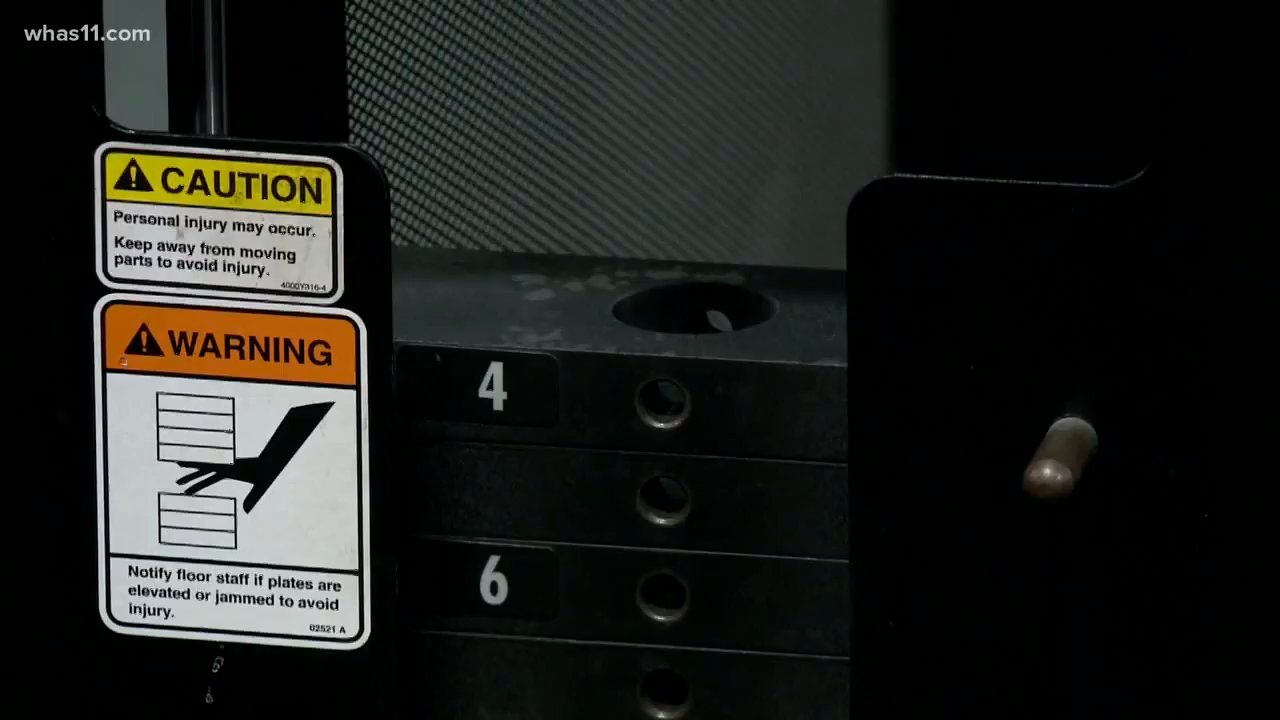 whas11.com
CAUTION
Personal injury may occur.
Keep away from moving
parts to avoid injury.
4000Y316-4
WARNING
Notify floor staff if plates are
elevated or jammed to avoid
injury.
02521 A
4
6